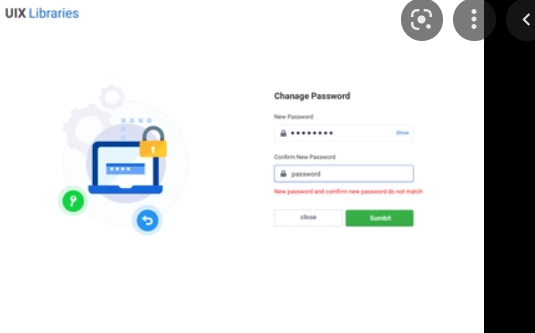 UIX Libraries
Chanage Password
New Password
●●●●●●●● Show
Confirm New Password
password
New password and comfirm new password do not match
close Sumbit